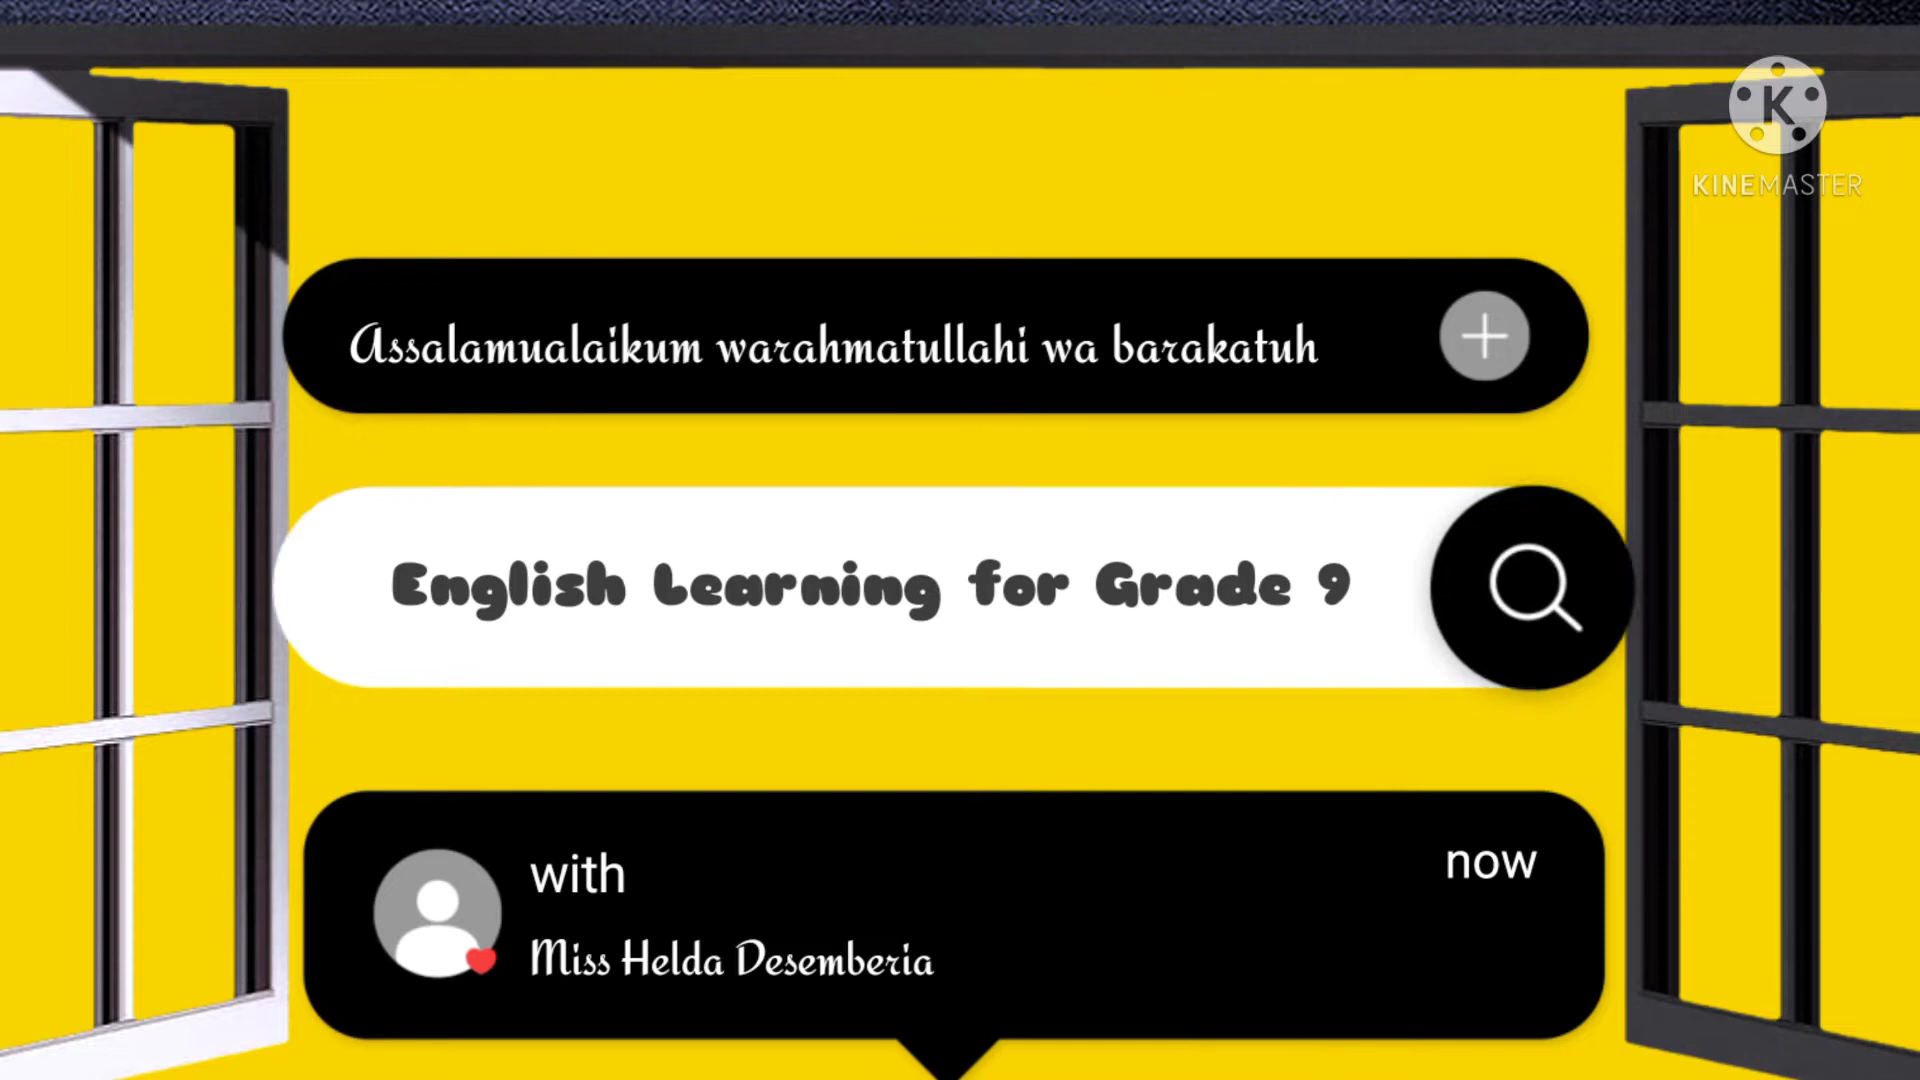 K
KINEMASTER
Assalamualaikum warahmatullahi wa barakatuh
English Learning for Grade 9
with
now
Miss Helda Desemberia